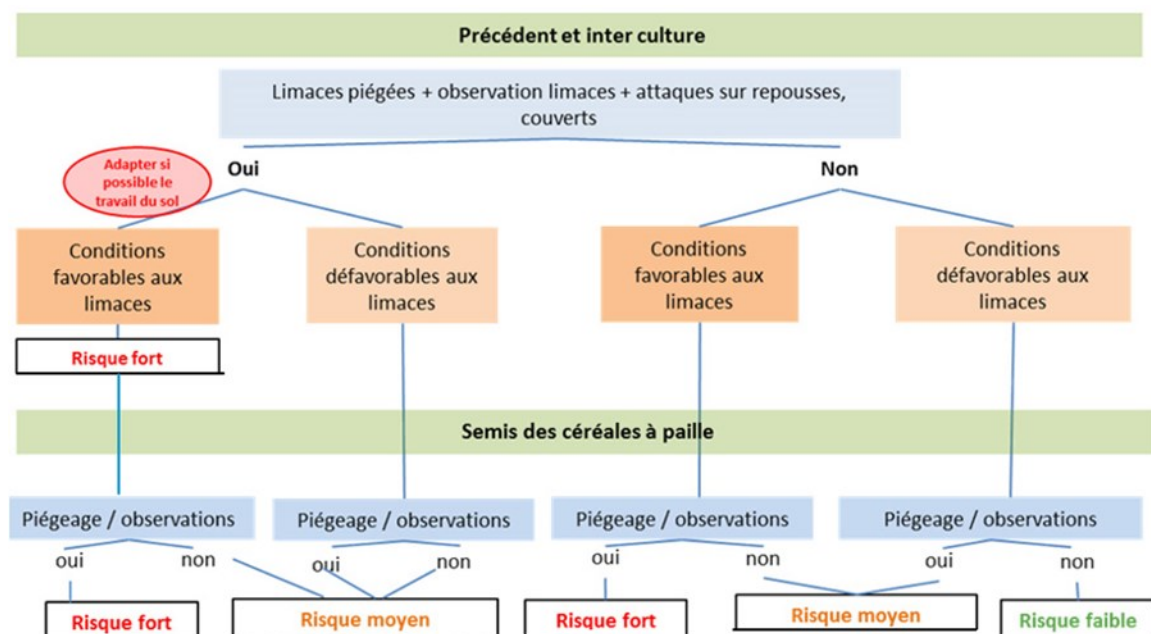 Précédent et inter culture
Limaces piégées + observation limaces + attaques sur repousses,
couverts
Adapter si
possible le
travail du sol
Oui
Non
Conditions
favorables aux
limaces
Conditions
défavorables aux
limaces
Conditions
favorables aux
limaces
Conditions
défavorables aux
limaces
Risque fort
Semis des céréales à paille
Piégeage / observations
Piégeage / observations
Piégeage / observations
Piégeage / observations
oui
non
oui
non
oui
non
oui
non
Risque fort
Risque moyen
Risque fort
Risque moyen
Risque faible